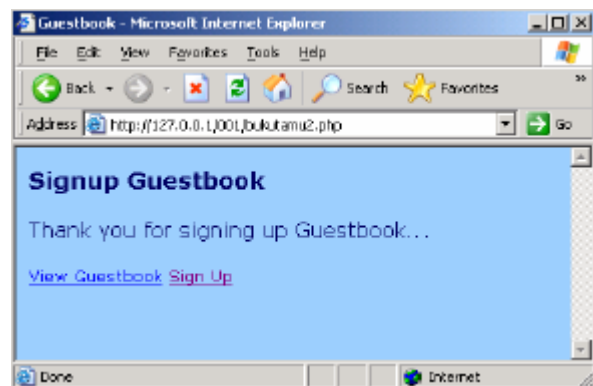 Guestbook - Microsoft Internet Explorer
File Edit View Favorites Tools Help
Back Search Favorites »
Address http://127.0.0.1/001/bukutamu2.php Go
Signup Guestbook
Thank you for signing up Guestbook...
View Guestbook Sign Up
Done Internet